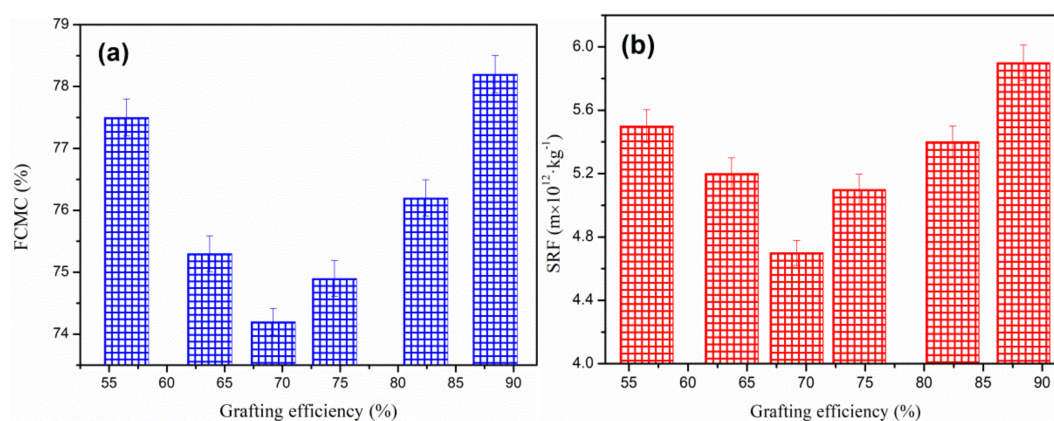 (a)
79
78
77
76
75
74
FCMC (%)
55 60 65 70 75 80 85 90
Grafting efficiency (%)
(b)
6.0
5.6
5.2
4.8
4.4
4.0
SRF (m×10¹²·kg⁻¹)
55 60 65 70 75 80 85 90
Grafting efficiency (%)